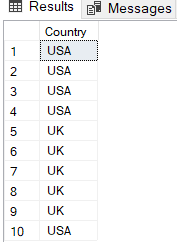 Results Messages
Country
1 USA
2 USA
3 USA
4 USA
5 UK
6 UK
7 UK
8 UK
9 UK
10 USA